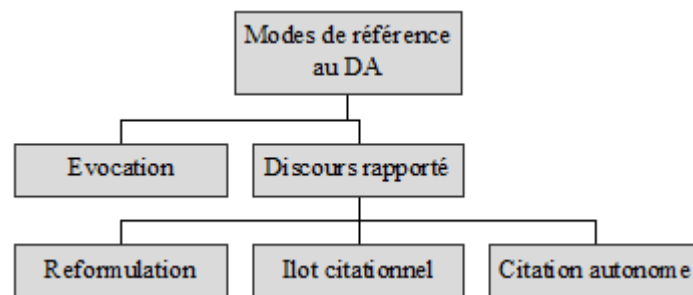 Modes de référence
au DA
Evocation
Discours rapporté
Reformulation
Ilot citationnel
Citation autonome